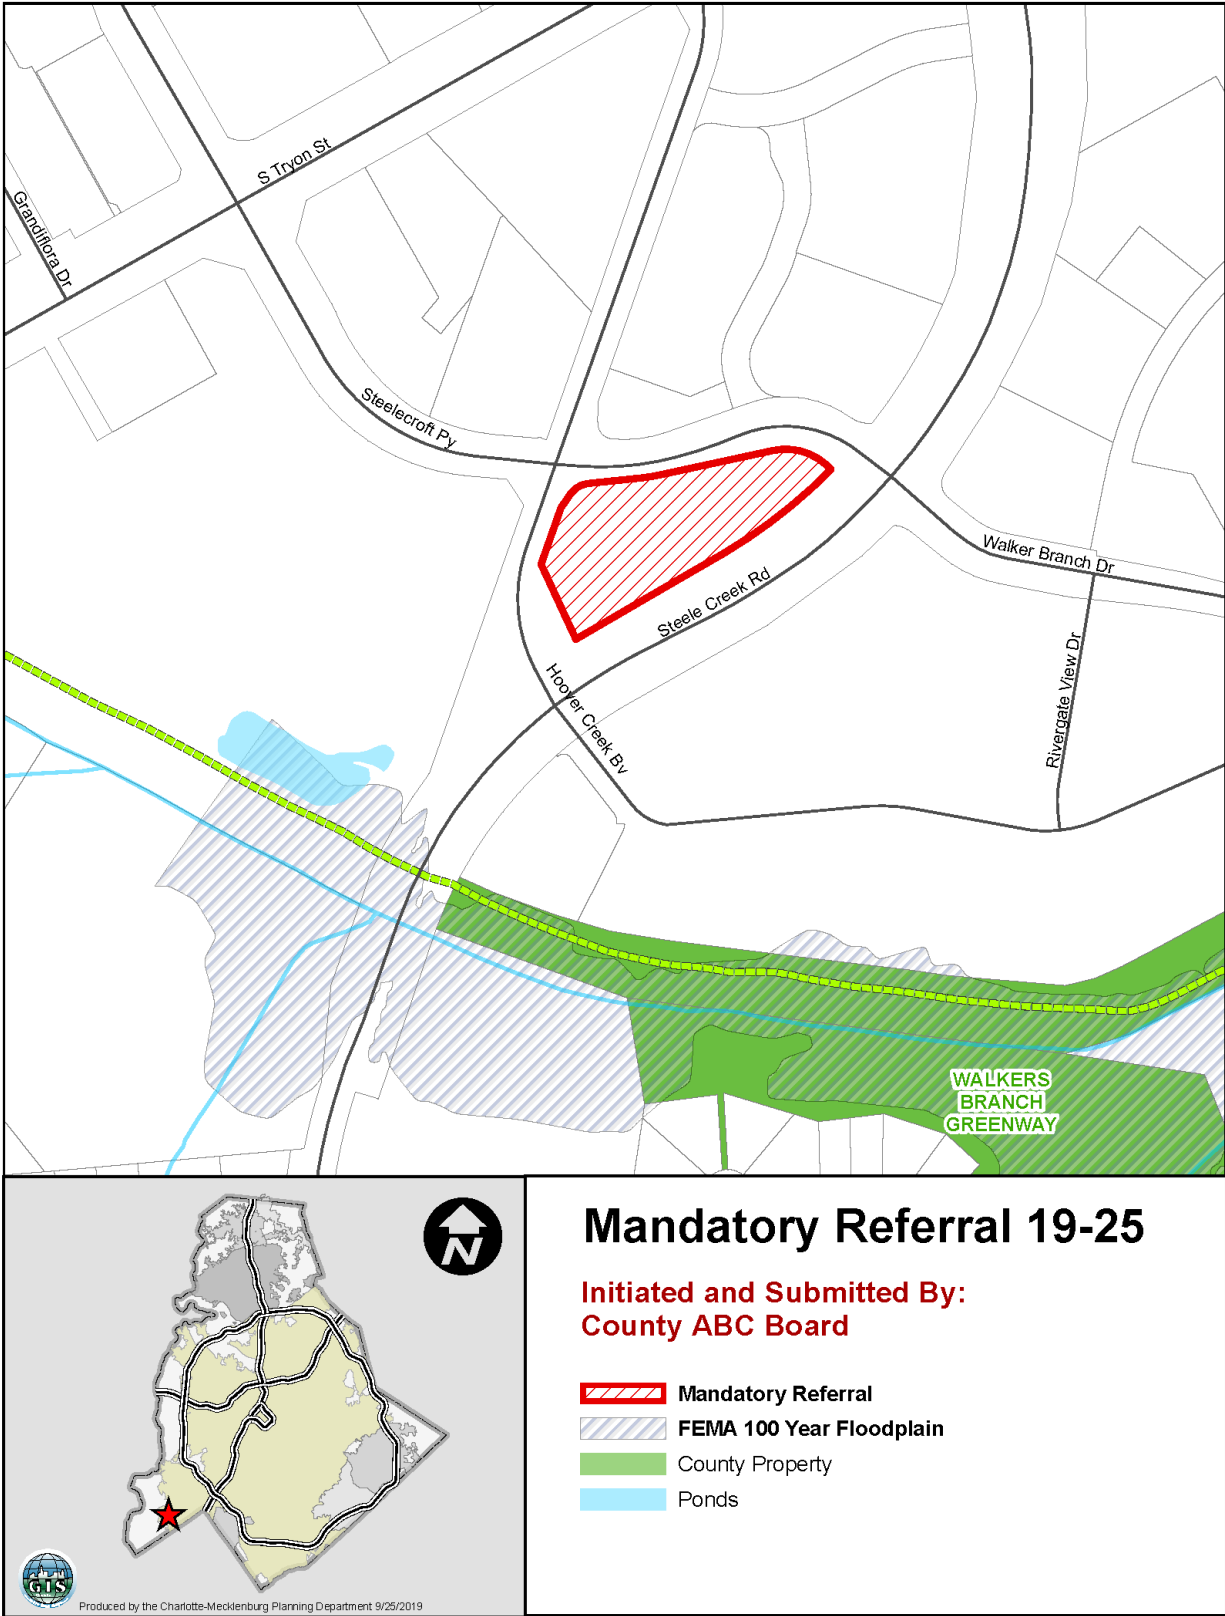 S Tryon St
Grandiflora Dr
Steelecroft Py
Walker Branch Dr
Steele Creek Rd
Rivergate View Dr
Hoover Creek Bv
WALKERS
BRANCH
GREENWAY
N
Mandatory Referral 19-25
Initiated and Submitted By:
County ABC Board
Mandatory Referral
FEMA 100 Year Floodplain
County Property
Ponds
GIS
Produced by the Charlotte-Mecklenburg Planning Department 9/25/2019